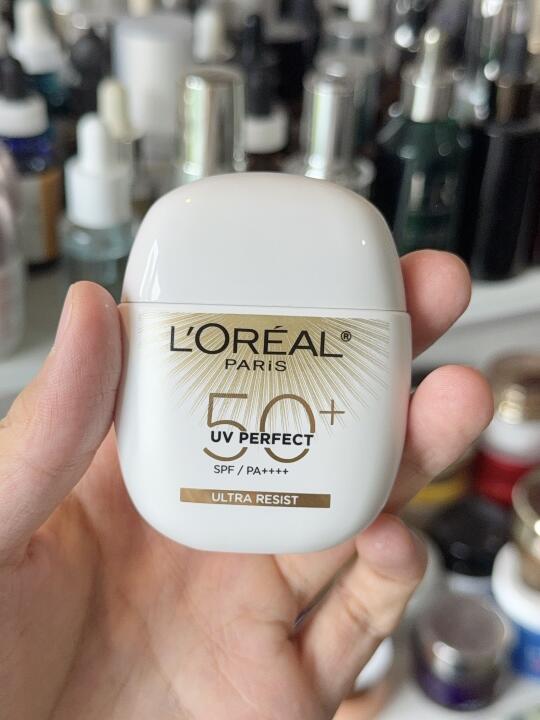 L'ORÉAL®
PARIS
50+
UV PERFECT
SPF / PA++++
ULTRA RESIST